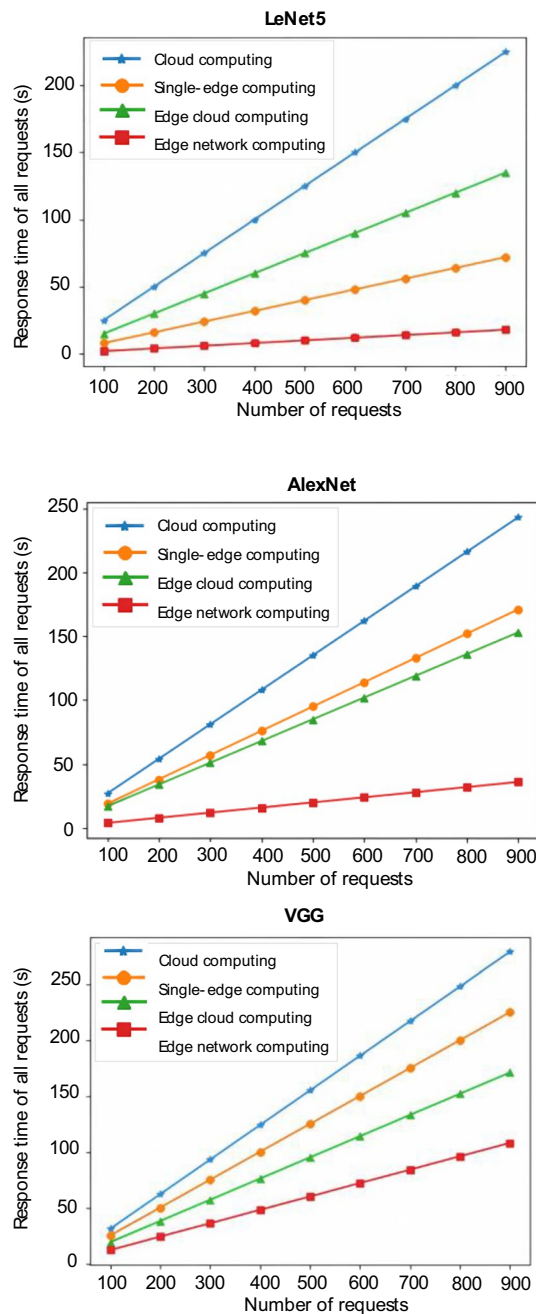 LeNet5
Response time of all requests (s)
200
150
100
50
0
Cloud computing
Single-edge computing
Edge cloud computing
Edge network computing
100 200 300 400 500 600 700 800 900
Number of requests
AlexNet
Response time of all requests (s)
250
200
150
100
50
0
Cloud computing
Single-edge computing
Edge cloud computing
Edge network computing
100 200 300 400 500 600 700 800 900
Number of requests
VGG
Response time of all requests (s)
250
200
150
100
50
0
Cloud computing
Single-edge computing
Edge cloud computing
Edge network computing
100 200 300 400 500 600 700 800 900
Number of requests